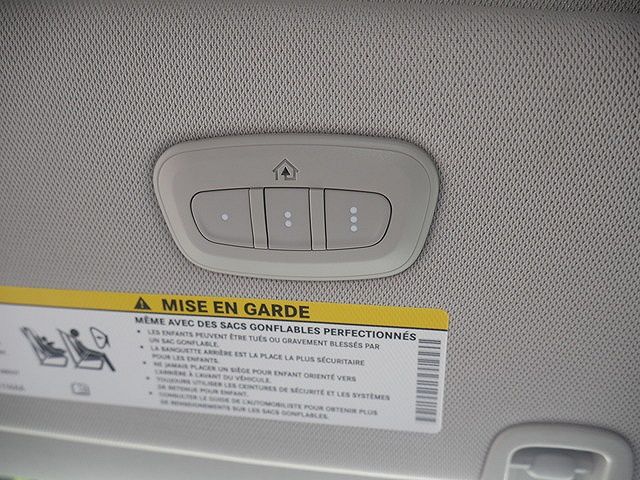 MISE EN GARDE
MÊME AVEC DES SACS GONFLABLES PERFECTIONNÉS
• LES ENFANTS PEUVENT ÊTRE TUÉS OU GRAVEMENT BLESSÉS PAR
UN SAC GONFLABLE.
• LA BANQUETTE ARRIÈRE EST LA PLACE LA PLUS SÉCURITAIRE
POUR LES ENFANTS.
• NE JAMAIS PLACER UN SIÈGE POUR ENFANT ORIENTÉ VERS
L'ARRIÈRE À L'AVANT DU VÉHICULE.
• TOUJOURS UTILISER LES CEINTURES DE SÉCURITÉ ET LES SYSTÈMES
DE RETENUE POUR ENFANT.
• CONSULTER LE GUIDE DE L'AUTOMOBILISTE POUR OBTENIR PLUS
DE RENSEIGNEMENTS SUR LES SACS GONFLABLES.